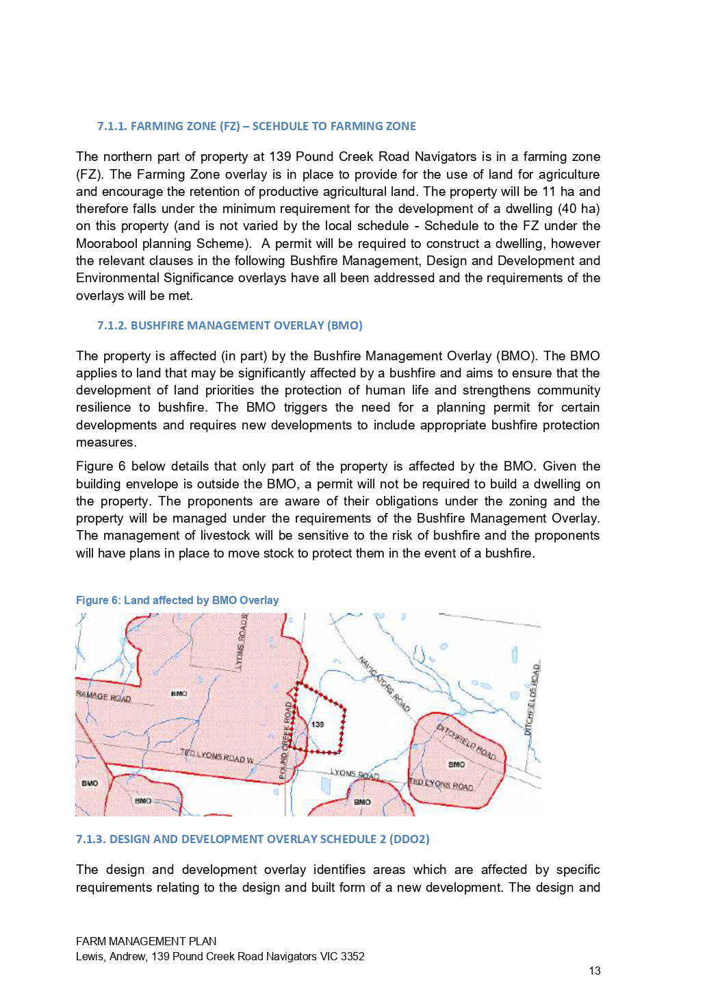 7.1.1. FARMING ZONE (FZ) – SCEHDULE TO FARMING ZONE
The northern part of property at 139 Pound Creek Road Navigators is in a farming zone
(FZ). The Farming Zone overlay is in place to provide for the use of land for agriculture
and encourage the retention of productive agricultural land. The property will be 11 ha and
therefore falls under the minimum requirement for the development of a dwelling (40 ha)
on this property (and is not varied by the local schedule - Schedule to the FZ under the
Moorabool planning Scheme).  A permit will be required to construct a dwelling, however
the relevant clauses in the following Bushfire Management, Design and Development and
Environmental Significance overlays have all been addressed and the requirements of the
overlays will be met.
7.1.2. BUSHFIRE MANAGEMENT OVERLAY (BMO)
The property is affected (in part) by the Bushfire Management Overlay (BMO). The BMO
applies to land that may be significantly affected by a bushfire and aims to ensure that the
development of land priorities the protection of human life and strengthens community
resilience to bushfire. The BMO triggers the need for a planning permit for certain
developments and requires new developments to include appropriate bushfire protection
measures.
Figure 6 below details that only part of the property is affected by the BMO. Given the
building envelope is outside the BMO, a permit will not be required to build a dwelling on
the property. The proponents are aware of their obligations under the zoning and the
property will be managed under the requirements of the Bushfire Management Overlay.
The management of livestock will be sensitive to the risk of bushfire and the proponents
will have plans in place to move stock to protect them in the event of a bushfire.
Figure 6: Land affected by BMO Overlay
LYONS ROAD S
NAVIGATORS ROAD
DITCHFIELDS ROAD
RAMAGE ROAD
BMO
POUND CREEK ROAD
139
DITCHFIELD ROAD
TED LYONS ROAD W
BMO
LYONS ROAD
TED LYONS ROAD
BMO
BMO
BMO
7.1.3. DESIGN AND DEVELOPMENT OVERLAY SCHEDULE 2 (DDO2)
The design and development overlay identifies areas which are affected by specific
requirements relating to the design and built form of a new development. The design and
FARM MANAGEMENT PLAN
Lewis, Andrew, 139 Pound Creek Road Navigators VIC 3352
13